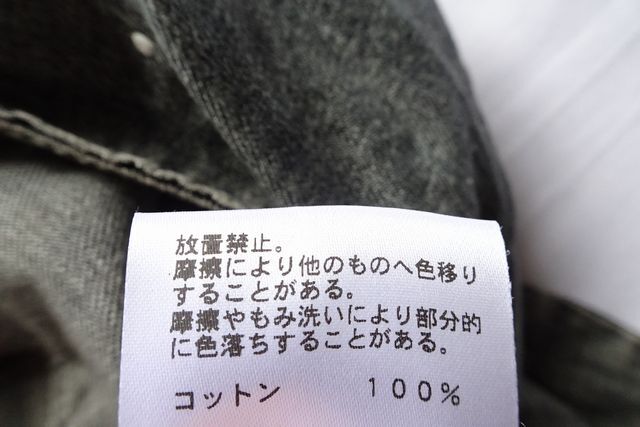 放置禁止。
摩擦により他のものへ色移り
することがある。
摩擦やもみ洗いにより部分的
に色落ちすることがある。
コットン 100%